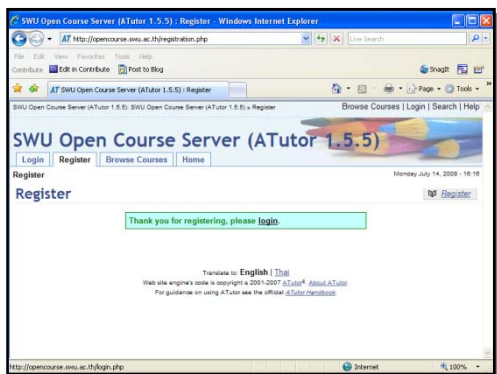 SWU Open Course Server (ATutor 1.5.5) : Register - Windows Internet Explorer
http://opencourse.swu.ac.th/registration.php
Live Search
File Edit View Favorites Tools Help
Contribute Edit in Contribute Post to Blog
SnagIt
SWU Open Course Server (ATutor 1.5.5) : Register
Page Tools
SWU Open Course Server (ATutor 1.5.5): SWU Open Course Server (ATutor 1.5.5) » Register
Browse Courses | Login | Search | Help
SWU Open Course Server (ATutor 1.5.5)
Login Register Browse Courses Home
Register
Monday July 14, 2008 - 16:16
Register
Register
Thank you for registering, please login.
Translate to: English | Thai
Web site engine's code is copyright © 2001-2007 ATutor®. About ATutor.
For guidance on using ATutor see the official ATutor Handbook.
http://opencourse.swu.ac.th/login.php
Internet
100%